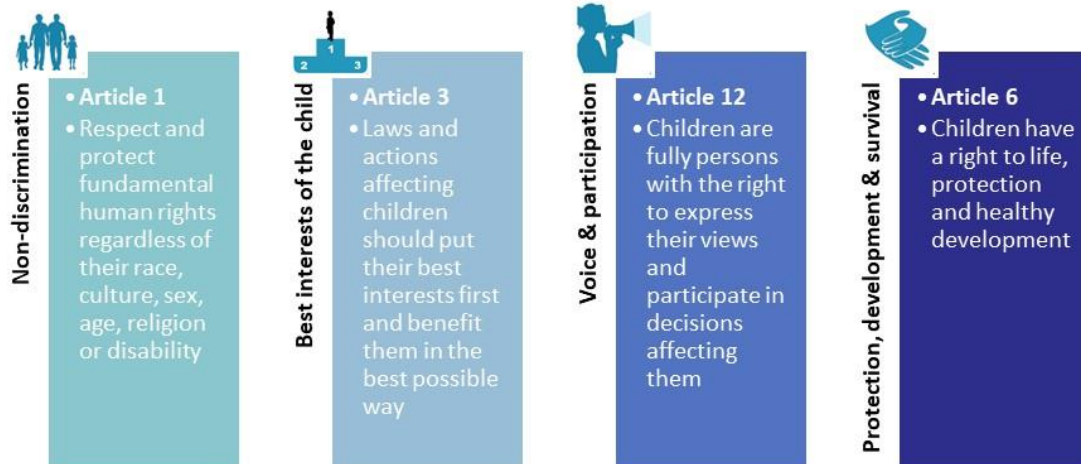 Non-discrimination
• Article 1
• Respect and
protect
fundamental
human rights
regardless of
their race,
culture, sex,
age, religion
or disability
1
2
3
Best interests of the child
• Article 3
• Laws and
actions
affecting
children
should put
their best
interests first
and benefit
them in the
best possible
way
Voice & participation
• Article 12
• Children are
fully persons
with the right
to express
their views
and
participate in
decisions
affecting
them
Protection, development & survival
• Article 6
• Children have
a right to life,
protection
and healthy
development